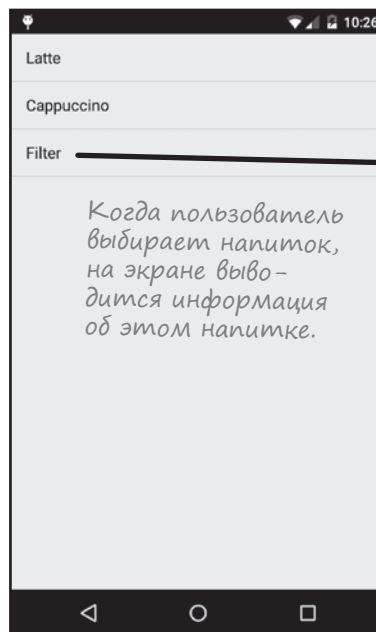 10:26
Latte
Cappuccino
Filter
Когда пользователь
выбирает напиток,
на экране выво-
дится информация
об этом напитке.